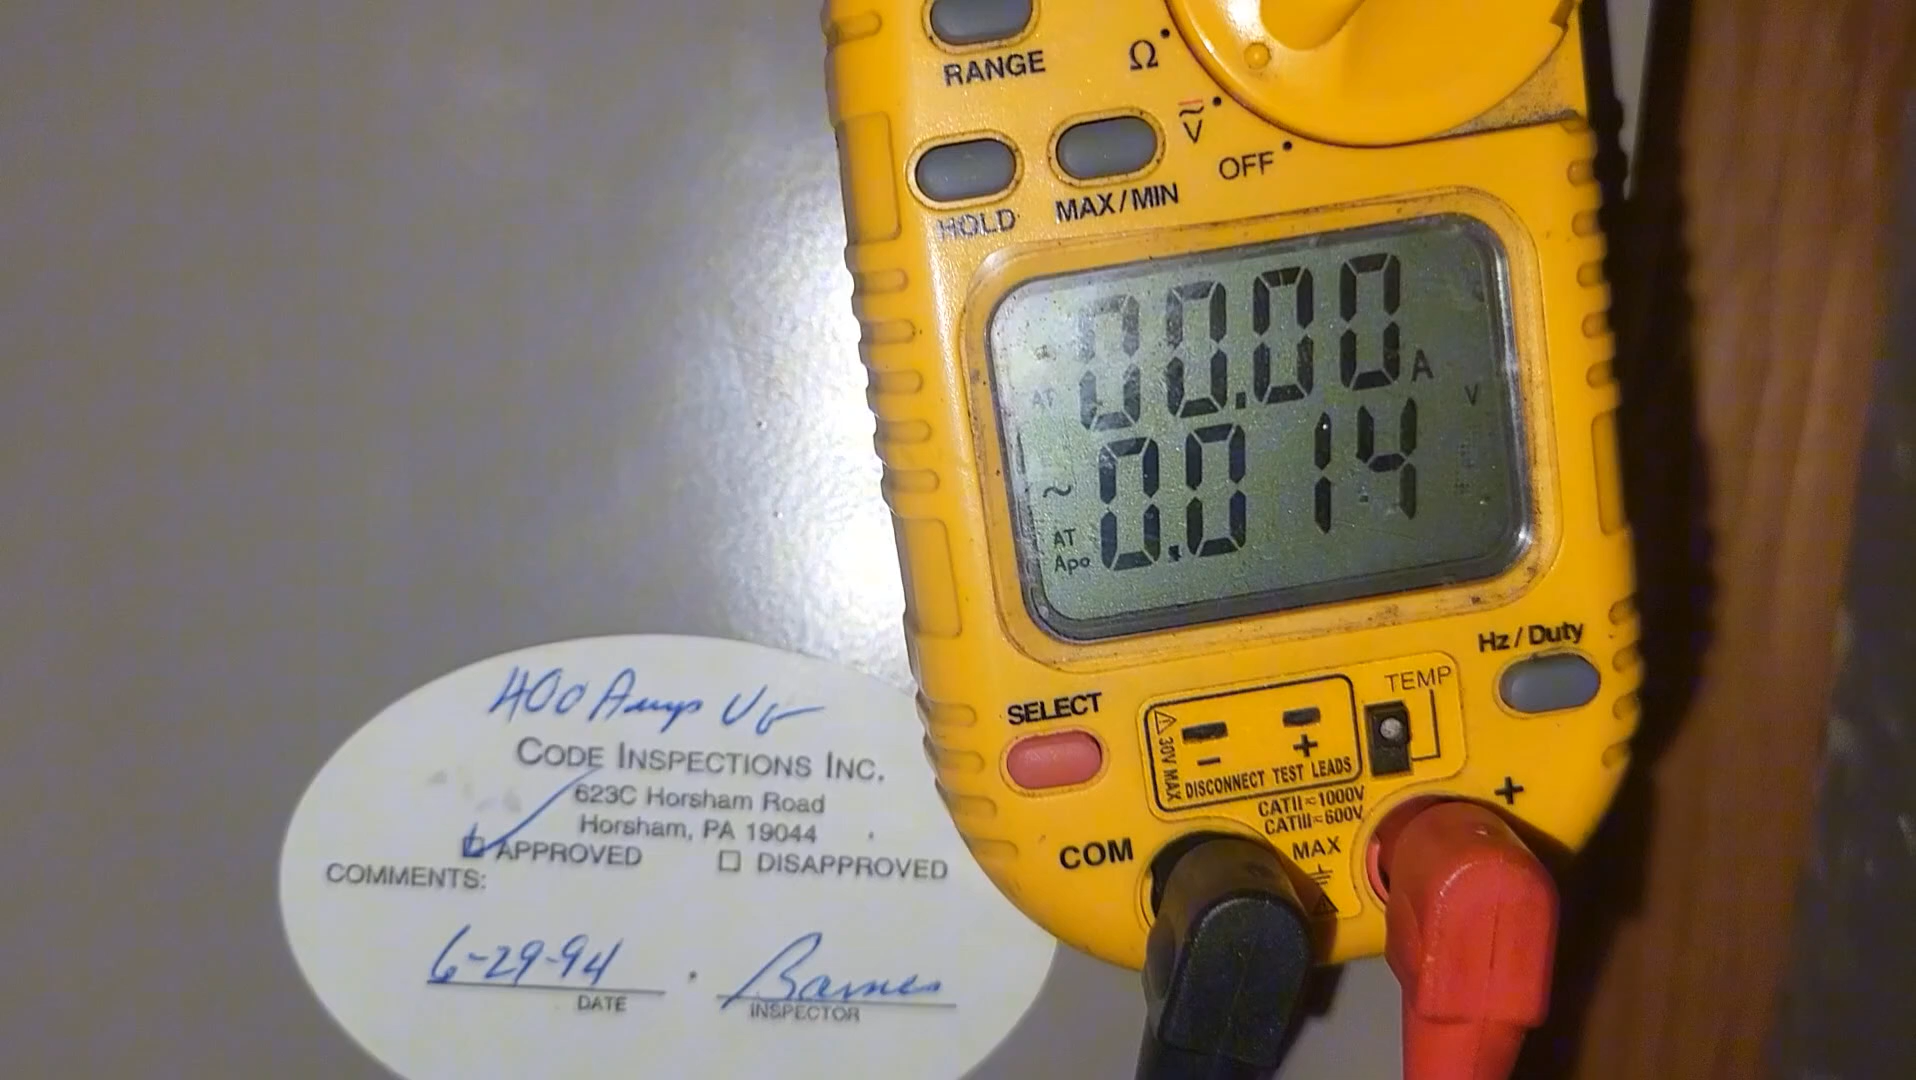 RANGE
Ω
V
OFF
HOLD
MAX/MIN
00.00 A
AT
V
0.014
~
AT
Apo
Hz/Duty
SELECT
TEMP
⚠ 30V MAX
− +
DISCONNECT TEST LEADS
CATII≂1000V
CATIII≂600V
COM
MAX
+
400 Amp UG
CODE INSPECTIONS INC.
623C Horsham Road
Horsham, PA 19044
APPROVED
DISAPPROVED
COMMENTS:
6-29-94
Barnes
DATE
INSPECTOR